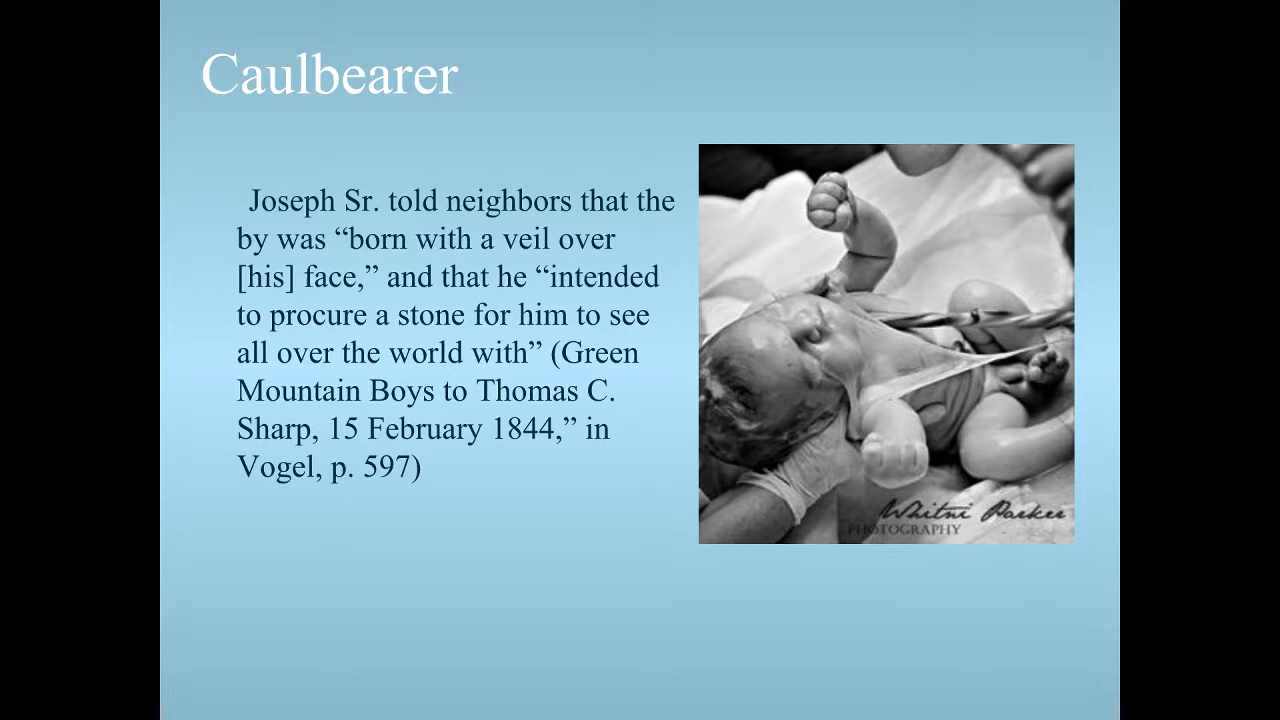 Caulbearer
Joseph Sr. told neighbors that the
by was “born with a veil over
[his] face,” and that he “intended
to procure a stone for him to see
all over the world with” (Green
Mountain Boys to Thomas C.
Sharp, 15 February 1844,” in
Vogel, p. 597)
Whitni Parker
PHOTOGRAPHY